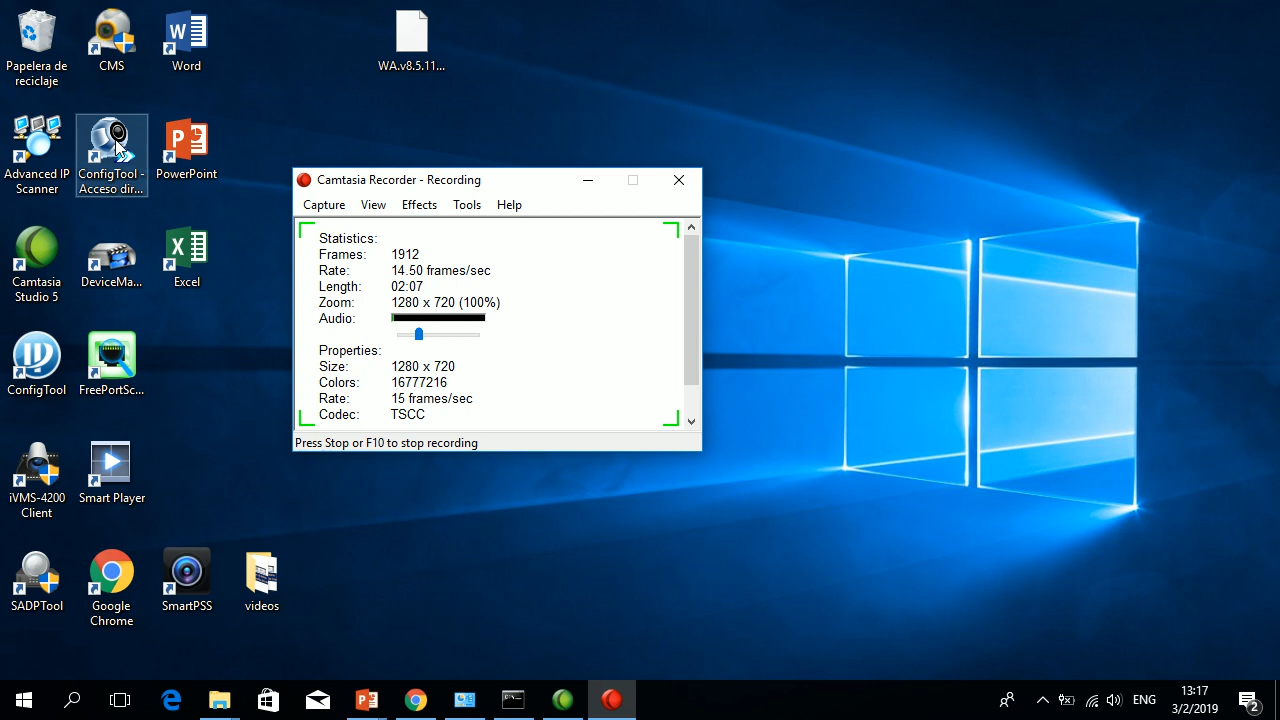 Papelera de
reciclaje
CMS
Word
WA.v8.5.11...
Advanced IP
Scanner
ConfigTool -
Acceso dir...
PowerPoint
Camtasia
Studio 5
DeviceMa...
Excel
ConfigTool
FreePortSc...
iVMS-4200
Client
Smart Player
SADPTool
Google
Chrome
SmartPSS
videos
Camtasia Recorder - Recording
Capture View Effects Tools Help
Statistics:
Frames: 1912
Rate: 14.50 frames/sec
Length: 02:07
Zoom: 1280 x 720 (100%)
Audio:
Properties:
Size: 1280 x 720
Colors: 16777216
Rate: 15 frames/sec
Codec: TSCC
Press Stop or F10 to stop recording
ENG
13:17
3/2/2019
2